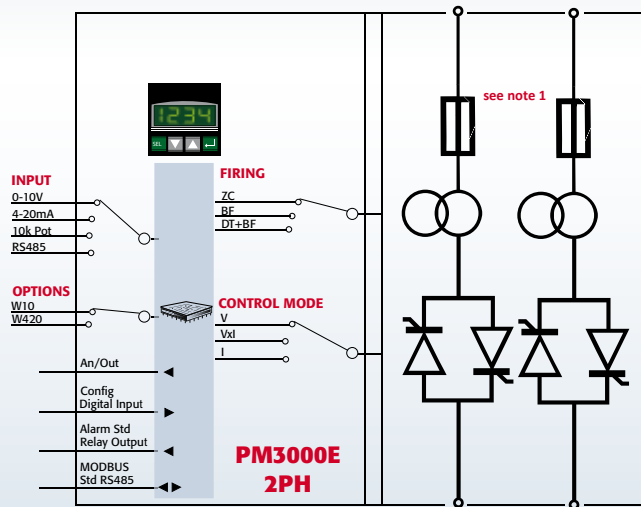 1234
SEL
see note 1
INPUT
0-10V
4-20mA
10k Pot
RS485
FIRING
ZC
BF
DT+BF
OPTIONS
W10
W420
CONTROL MODE
V
VxI
I
An/Out
Config
Digital Input
Alarm Std
Relay Output
MODBUS
Std RS485
PM3000E
2PH